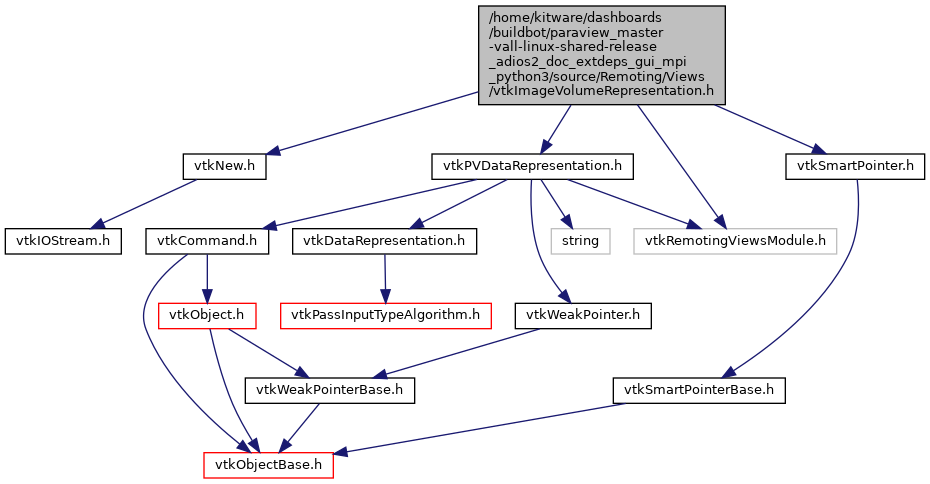 /home/kitware/dashboards
/buildbot/paraview_master
-vall-linux-shared-release
_adios2_doc_extdeps_gui_mpi
_python3/source/Remoting/Views
/vtkImageVolumeRepresentation.h
vtkNew.h
vtkPVDataRepresentation.h
vtkSmartPointer.h
vtkIOStream.h
vtkCommand.h
vtkDataRepresentation.h
string
vtkRemotingViewsModule.h
vtkObject.h
vtkPassInputTypeAlgorithm.h
vtkWeakPointer.h
vtkWeakPointerBase.h
vtkSmartPointerBase.h
vtkObjectBase.h